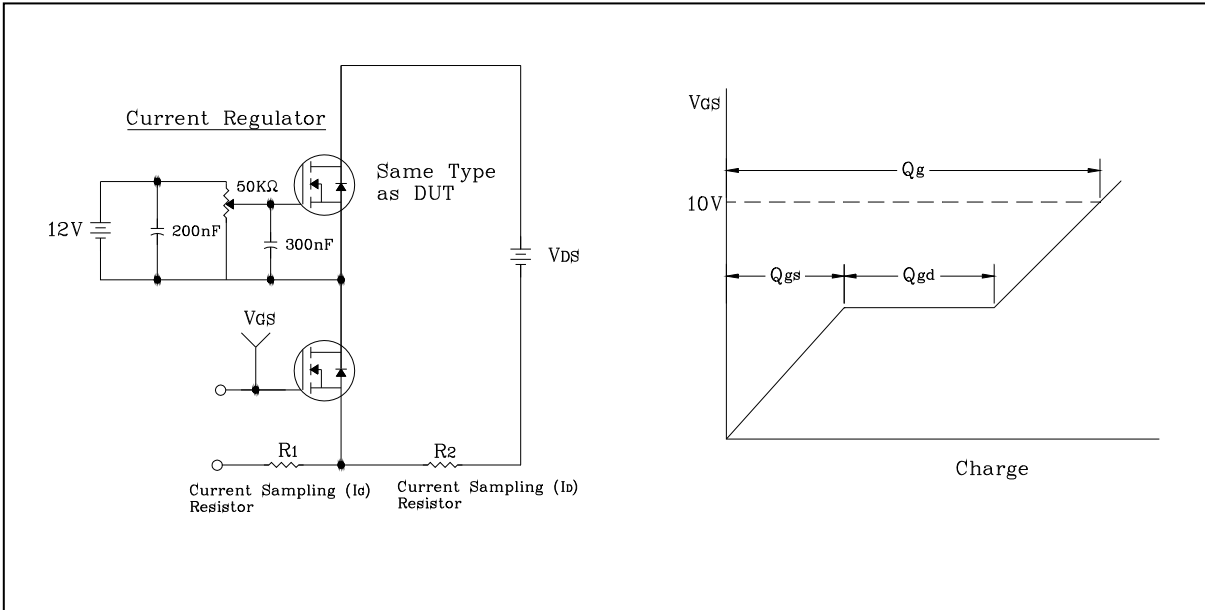 Current Regulator
Same Type
as DUT
50KΩ
12V
200nF
300nF
VDS
VGS
R1
R2
Current Sampling (IG)
Resistor
Current Sampling (ID)
Resistor
VGS
Qg
10V
Qgs
Qgd
Charge